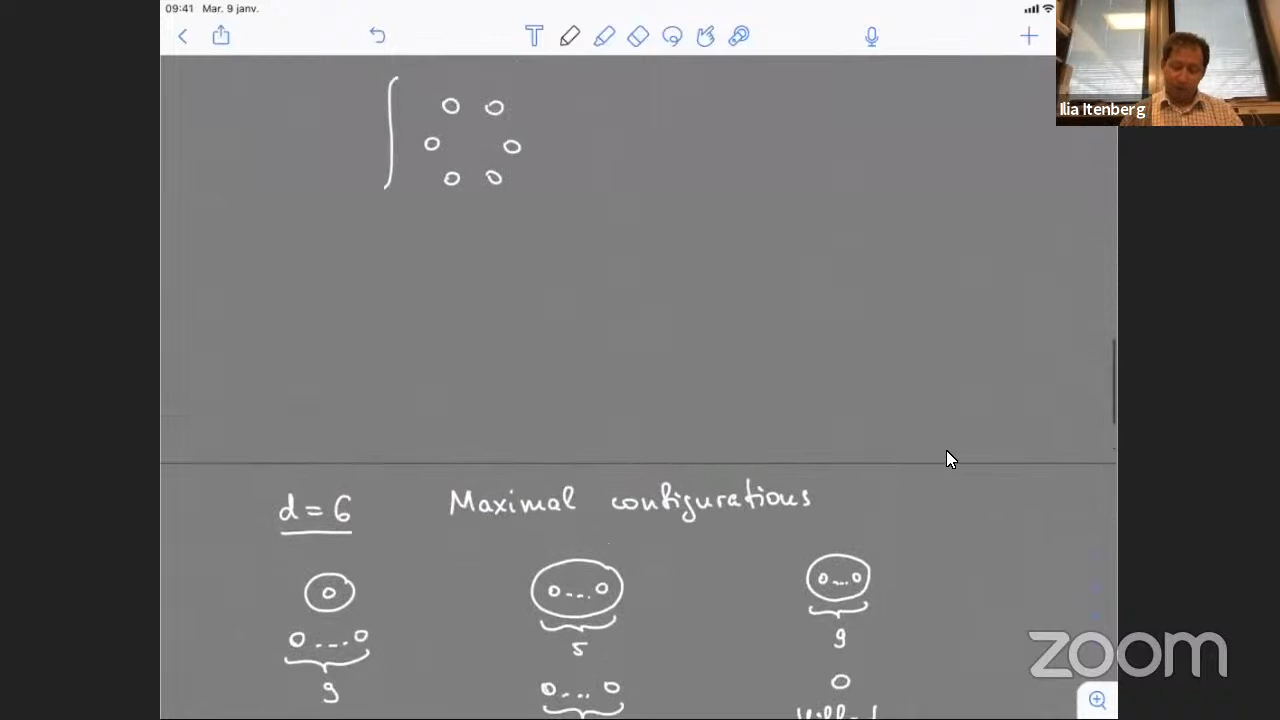 09:41 Mar. 9 janv.
Ilia Itenberg
d = 6 Maximal configurations
5
9
9
zoom